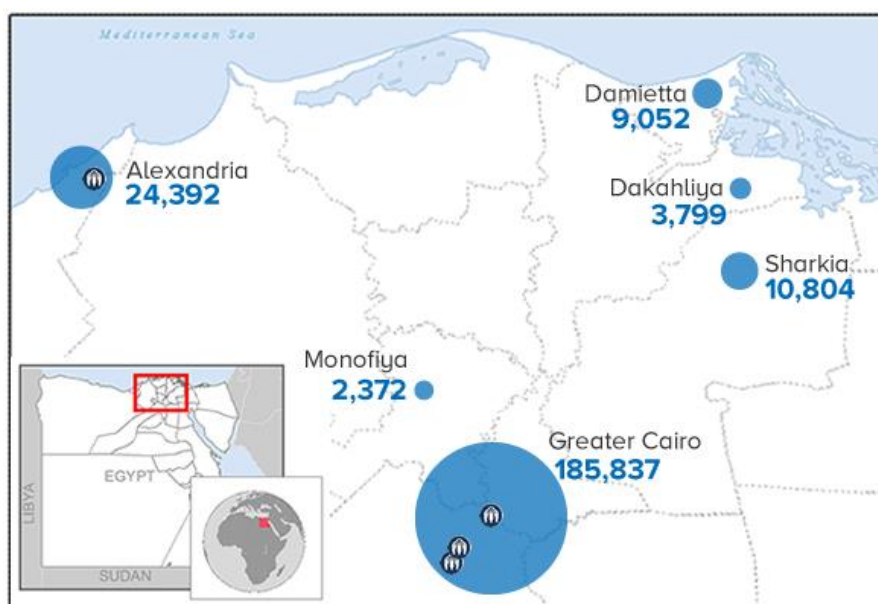 Mediterranean Sea
Damietta
9,052
Alexandria
24,392
Dakahliya
3,799
Sharkia
10,804
Monofiya
2,372
Greater Cairo
185,837
LIBYA
EGYPT
SUDAN